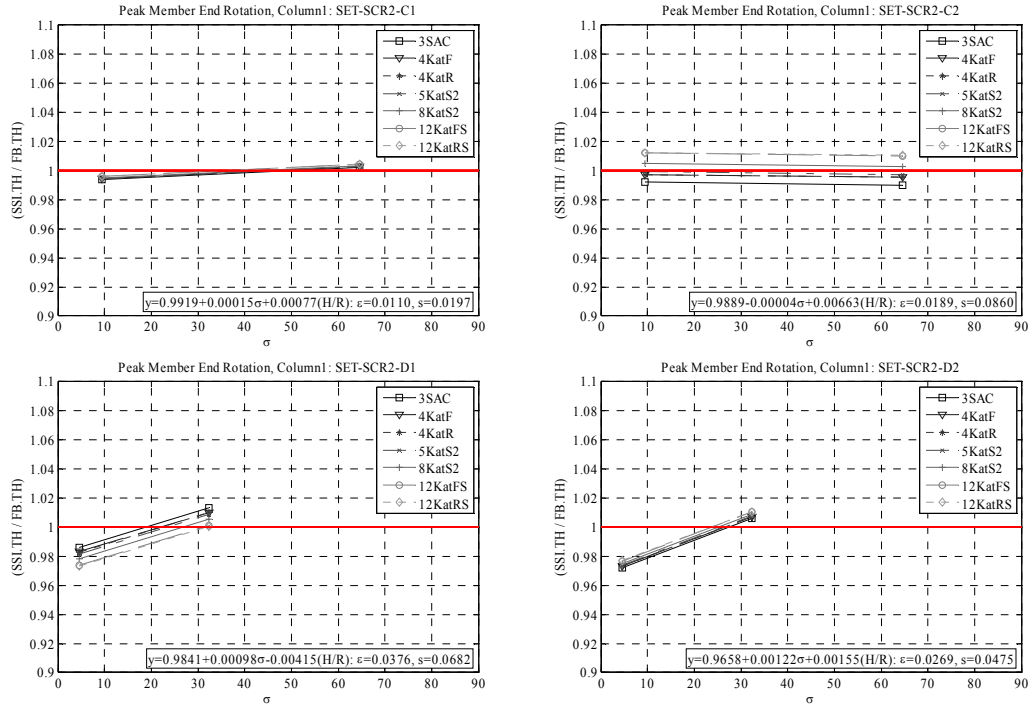 Peak Member End Rotation, Column1: SET-SCR2-C1
(SSI.TH / FB.TH)
1.1
1.08
1.06
1.04
1.02
1
0.98
0.96
0.94
0.92
0.9
3SAC
4KatF
4KatR
5KatS2
8KatS2
12KatFS
12KatRS
y=0.9919+0.00015σ+0.00077(H/R): ε=0.0110, s=0.0197
0 10 20 30 40 50 60 70 80 90
σ
Peak Member End Rotation, Column1: SET-SCR2-C2
(SSI.TH / FB.TH)
1.1
1.08
1.06
1.04
1.02
1
0.98
0.96
0.94
0.92
0.9
3SAC
4KatF
4KatR
5KatS2
8KatS2
12KatFS
12KatRS
y=0.9889-0.00004σ+0.00663(H/R): ε=0.0189, s=0.0860
0 10 20 30 40 50 60 70 80 90
σ
Peak Member End Rotation, Column1: SET-SCR2-D1
(SSI.TH / FB.TH)
1.1
1.08
1.06
1.04
1.02
1
0.98
0.96
0.94
0.92
0.9
3SAC
4KatF
4KatR
5KatS2
8KatS2
12KatFS
12KatRS
y=0.9841+0.00098σ-0.00415(H/R): ε=0.0376, s=0.0682
0 10 20 30 40 50 60 70 80 90
σ
Peak Member End Rotation, Column1: SET-SCR2-D2
(SSI.TH / FB.TH)
1.1
1.08
1.06
1.04
1.02
1
0.98
0.96
0.94
0.92
0.9
3SAC
4KatF
4KatR
5KatS2
8KatS2
12KatFS
12KatRS
y=0.9658+0.00122σ+0.00155(H/R): ε=0.0269, s=0.0475
0 10 20 30 40 50 60 70 80 90
σ